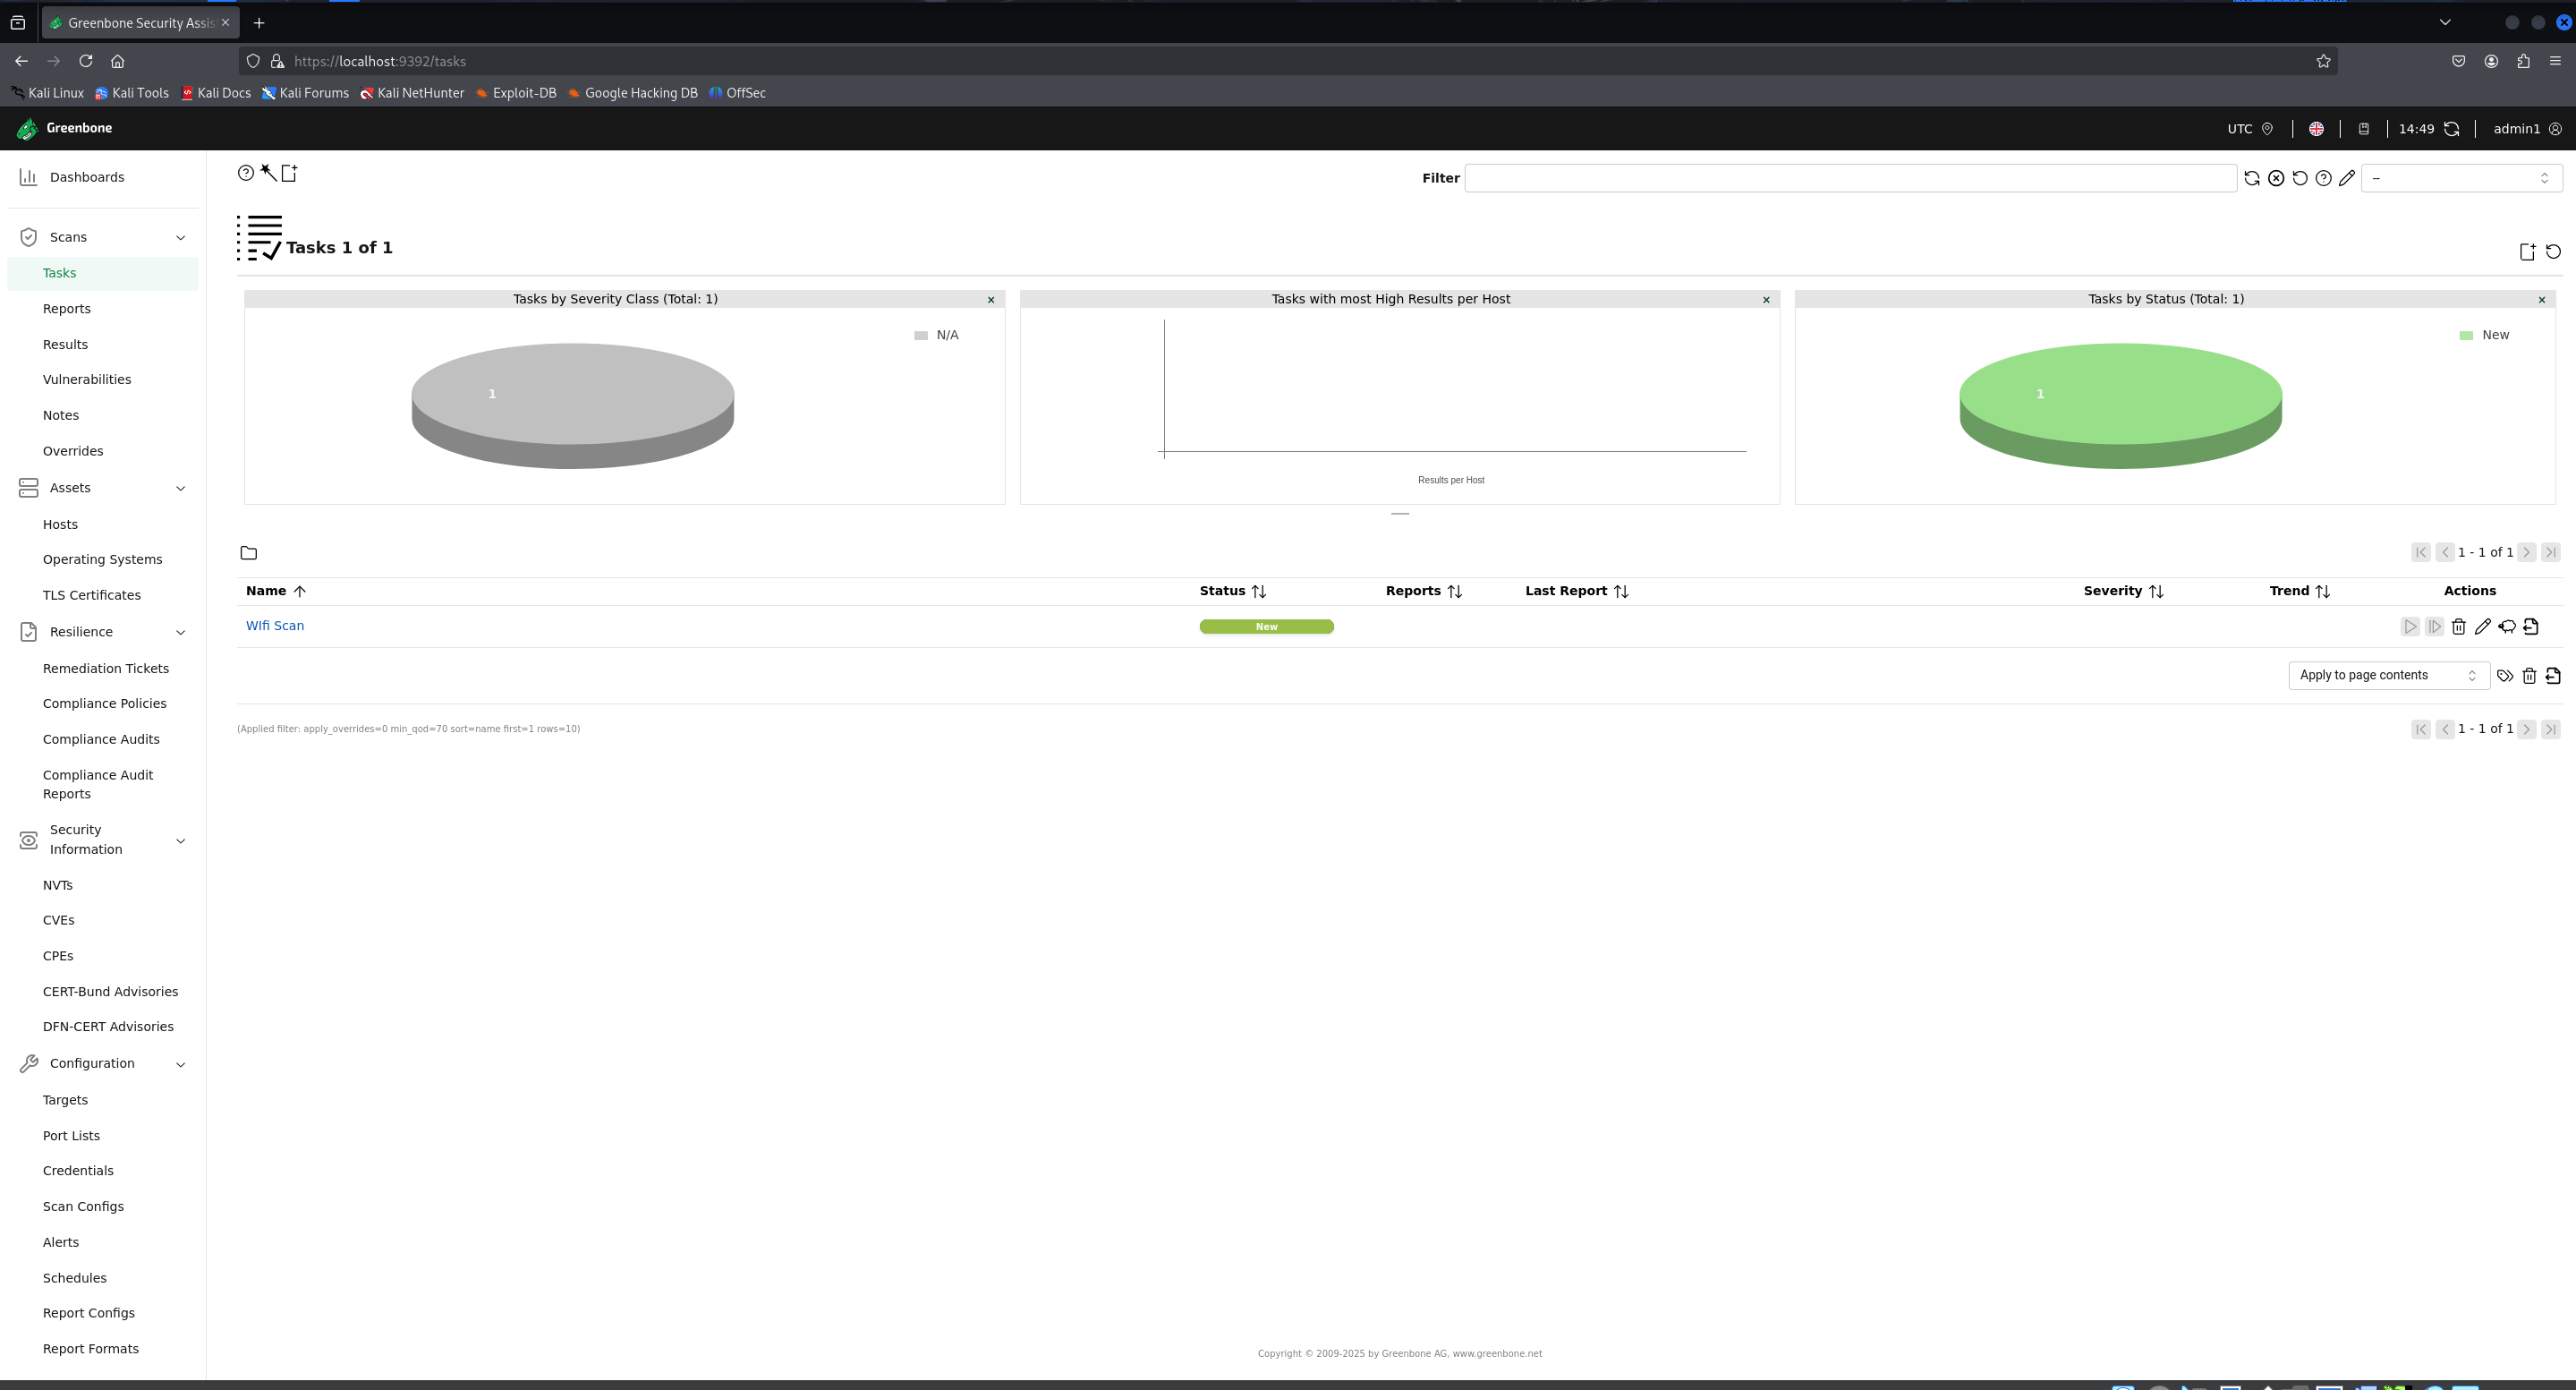 Greenbone Security Assis
https://localhost:9392/tasks
Kali Linux Kali Tools Kali Docs Kali Forums Kali NetHunter Exploit-DB Google Hacking DB OffSec
Greenbone
UTC 14:49 admin1
Dashboards
Scans
Tasks
Reports
Results
Vulnerabilities
Notes
Overrides
Assets
Hosts
Operating Systems
TLS Certificates
Resilience
Remediation Tickets
Compliance Policies
Compliance Audits
Compliance Audit
Reports
Security
Information
NVTs
CVEs
CPEs
CERT-Bund Advisories
DFN-CERT Advisories
Configuration
Targets
Port Lists
Credentials
Scan Configs
Alerts
Schedules
Report Configs
Report Formats
Filter --
Tasks 1 of 1
Tasks by Severity Class (Total: 1)
N/A
1
Tasks with most High Results per Host
Results per Host
Tasks by Status (Total: 1)
New
1
1 - 1 of 1
Name Status Reports Last Report Severity Trend Actions
WIfi Scan New
Apply to page contents
(Applied filter: apply_overrides=0 min_qod=70 sort=name first=1 rows=10) 1 - 1 of 1
Copyright © 2009-2025 by Greenbone AG, www.greenbone.net